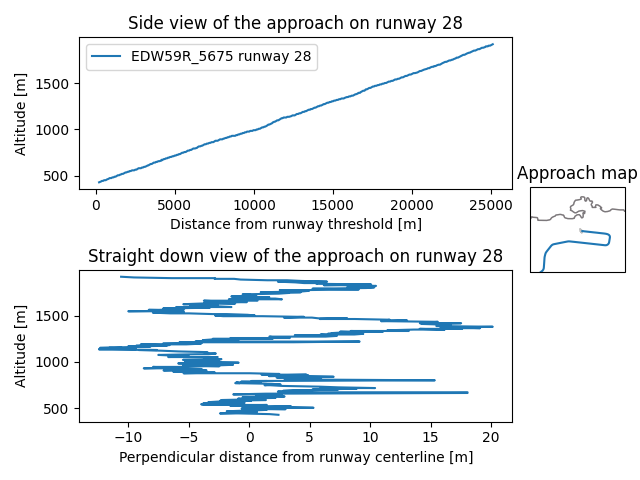 Side view of the approach on runway 28
EDW59R_5675 runway 28
Altitude [m]
1500
1000
500
0
5000
10000
15000
20000
25000
Distance from runway threshold [m]
Approach map
Straight down view of the approach on runway 28
Altitude [m]
1500
1000
500
−10
−5
0
5
10
15
20
Perpendicular distance from runway centerline [m]